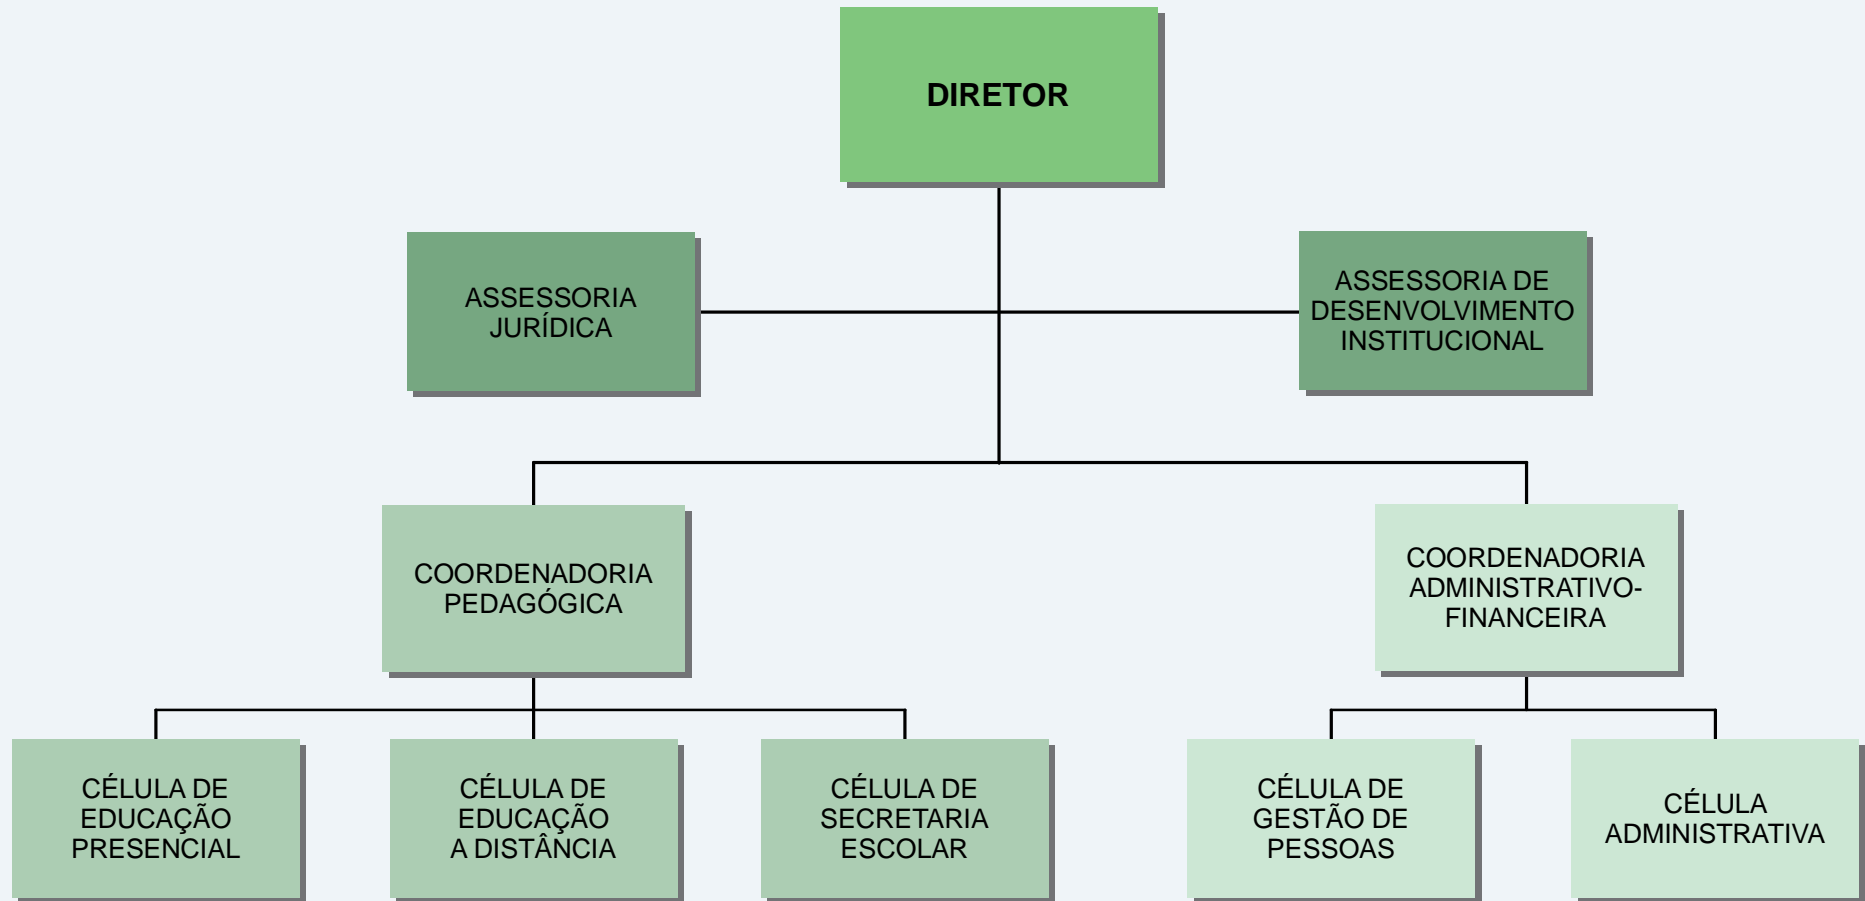 DIRETOR
ASSESSORIA
JURÍDICA
ASSESSORIA DE
DESENVOLVIMENTO
INSTITUCIONAL
COORDENADORIA
PEDAGÓGICA
COORDENADORIA
ADMINISTRATIVO-
FINANCEIRA
CÉLULA DE
EDUCAÇÃO
PRESENCIAL
CÉLULA DE
EDUCAÇÃO
A DISTÂNCIA
CÉLULA DE
SECRETARIA
ESCOLAR
CÉLULA DE
GESTÃO DE
PESSOAS
CÉLULA
ADMINISTRATIVA